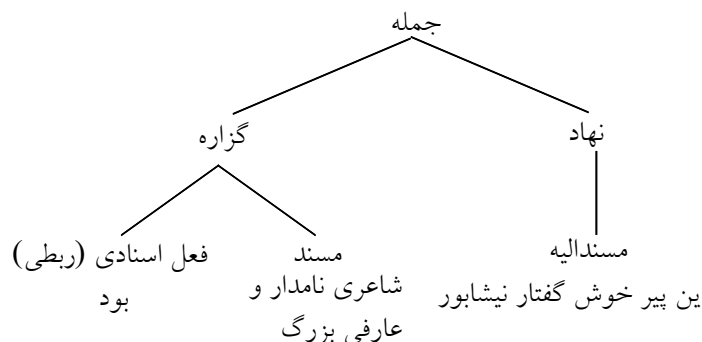 جمله
نهاد
گزاره
مسندالیه
مسند
فعل اسنادی (ربطی)
ین پیر خوش گفتار نیشابور
شاعری نامدار و
عارفی بزرگ
بود